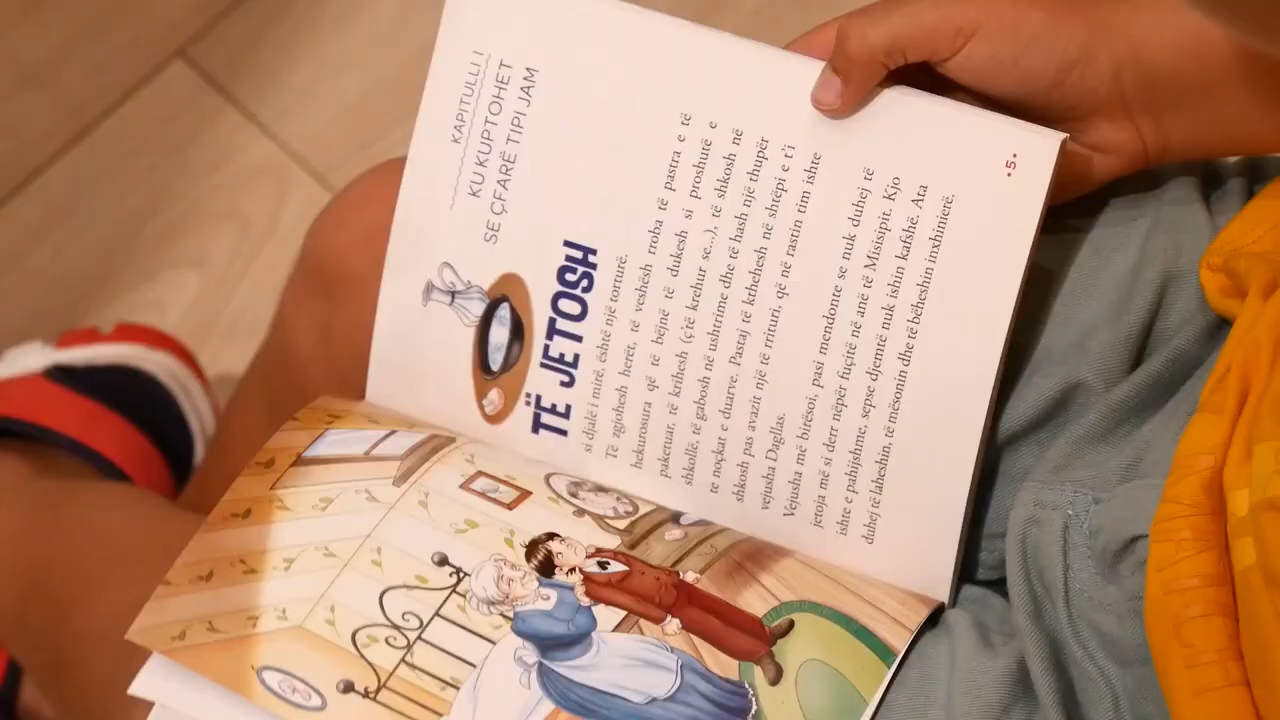 KAPITULLI I
KU KUPTOHET
SE ÇFARË TIPI JAM
TË JETOSH
si djalë i mirë, është një torturë.
Të zgjohesh herët, të veshësh rroba të pastra e të
hekurosura që të bëjnë të dukesh si proshutë e
paketuar, të krihesh (ç'të krehur se...), të shkosh në
shkollë, të gabosh në ushtrime dhe të hash një thupër
te noçkat e duarve. Pastaj të kthehesh në shtëpi e t'i
shkosh pas avazit një të rrituri, që në rastin tim ishte
vejusha Dagllas.
Vejusha më birësoi, pasi mendonte se nuk duhej të
jetoja më si derr nëpër fuçitë në anë të Misisipit. Kjo
ishte e pahijshme, sepse djemtë nuk ishin kafshë. Ata
duhej të laheshin, të mësonin dhe të bëheshin inxhinierë.
•5•